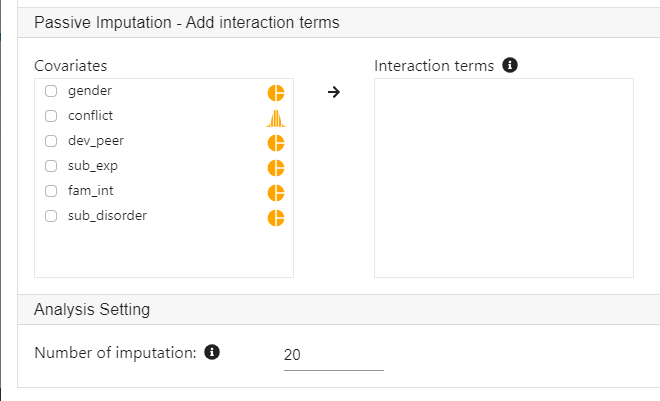 Passive Imputation - Add interaction terms
Covariates
Interaction terms
gender
conflict
dev_peer
sub_exp
fam_int
sub_disorder
Analysis Setting
Number of imputation: 20